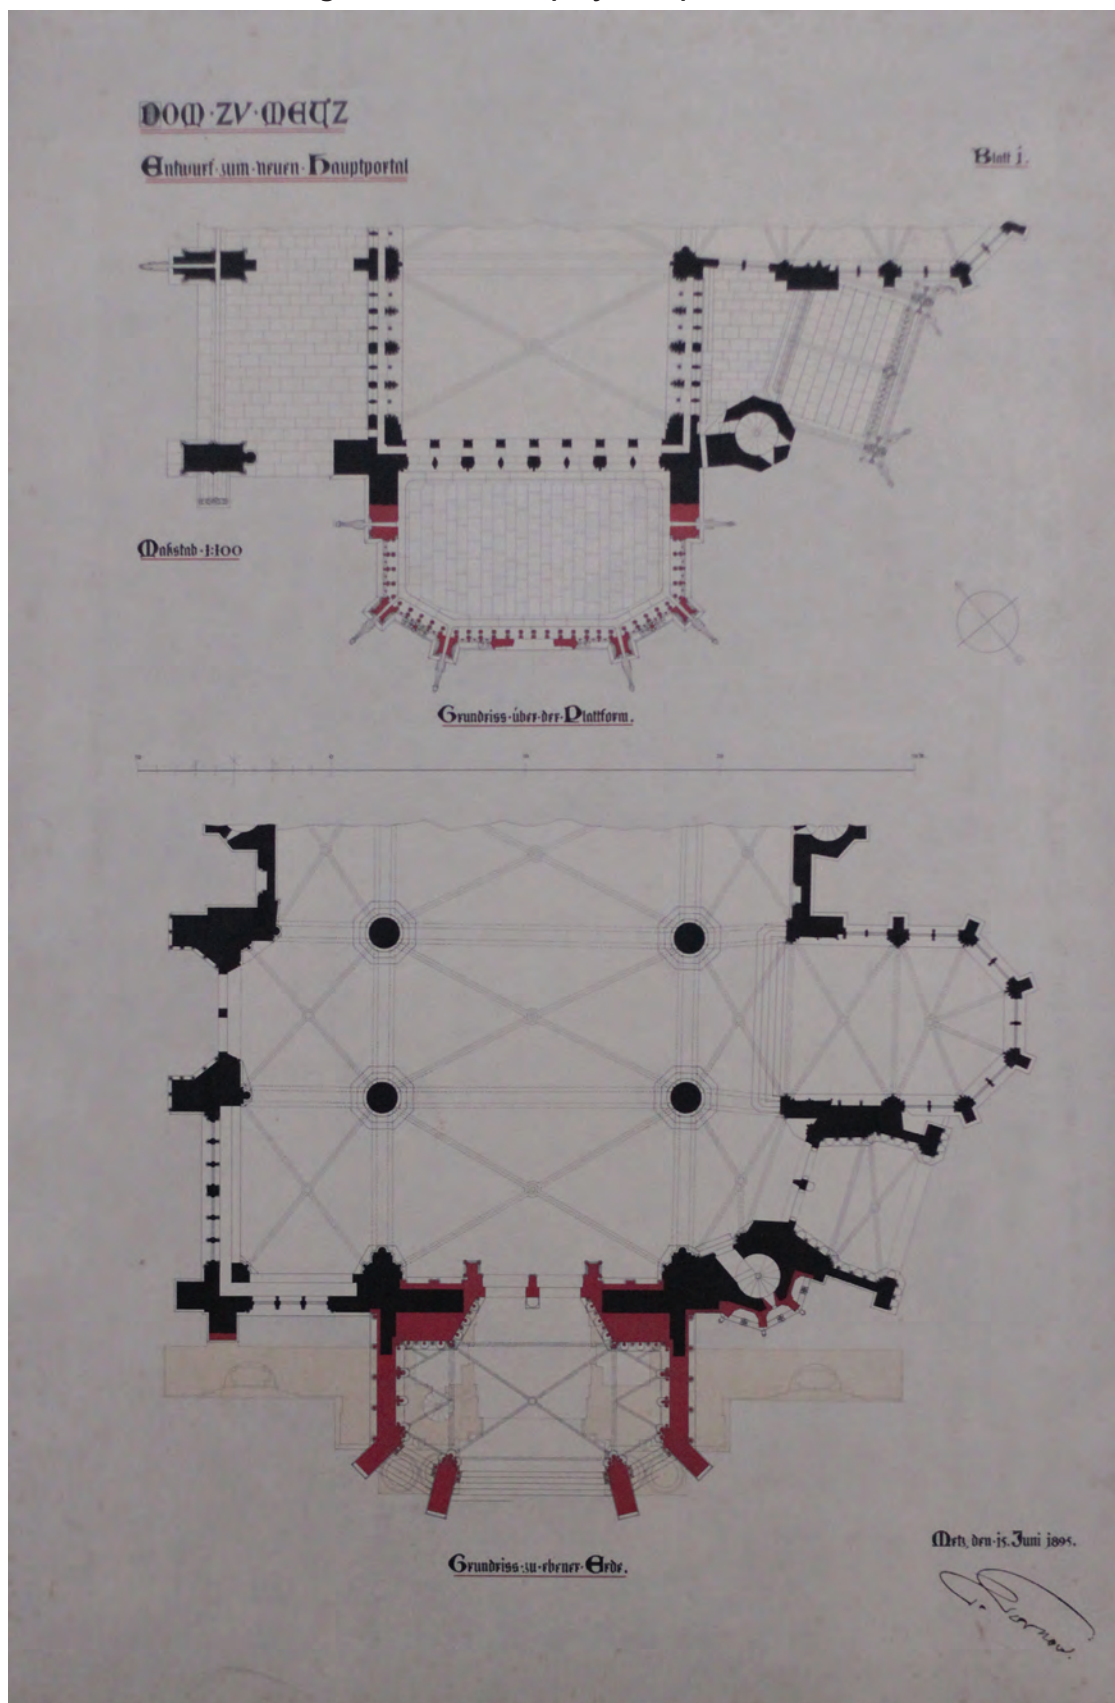 DOM·ZV·METZ
Entwurf·zum·neuen·Hauptportal
Blatt j.
Maßstab·1:100
Grundriss·über·der·Plattform.
Grundriss·zu·ebener·Erde.
Metz, den·15.Juni 1895.
Tornow.